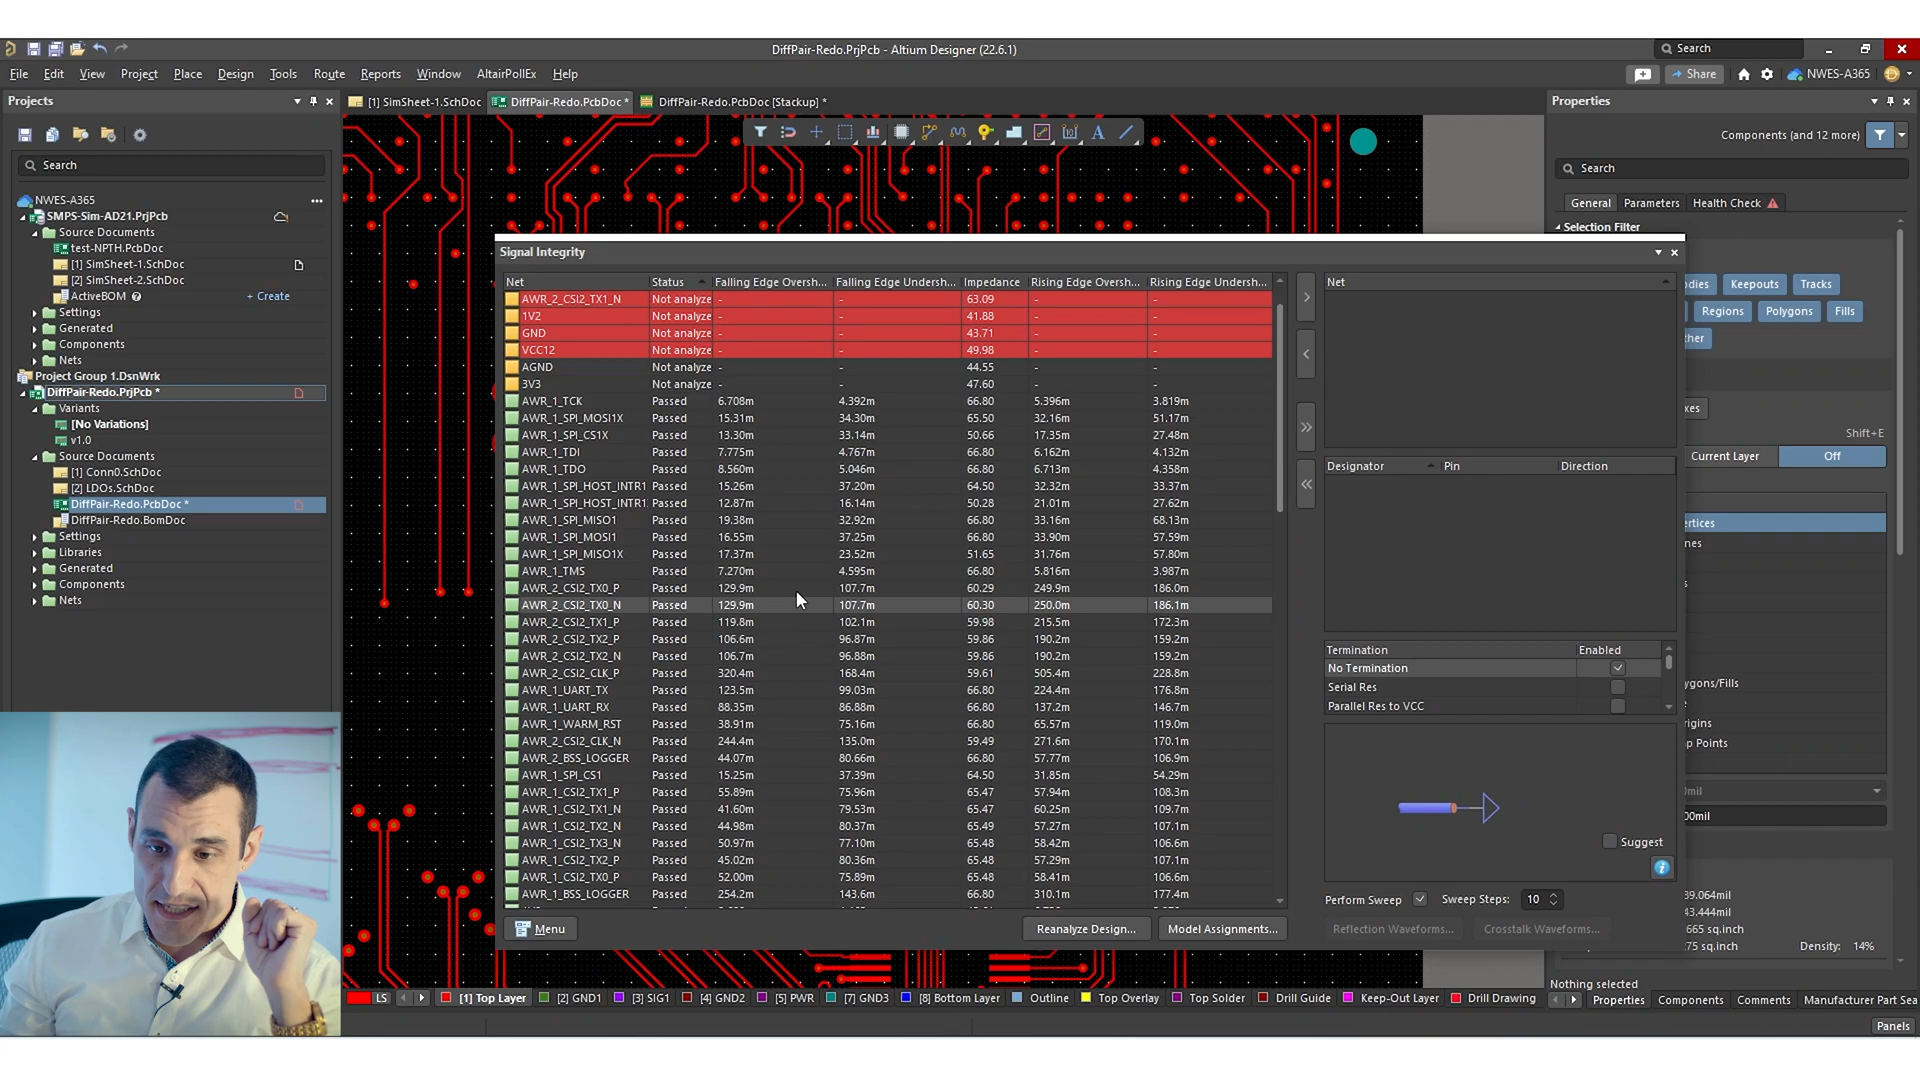 DiffPair-Redo.PrjPcb - Altium Designer (22.6.1)
Search
File Edit View Project Place Design Tools Route Reports Window AltairPollEx Help
Share
NWES-A365
Projects
[1] SimSheet-1.SchDoc
DiffPair-Redo.PcbDoc *
DiffPair-Redo.PcbDoc [Stackup] *
Properties
Components (and 12 more)
Search
Search
General Parameters Health Check
Selection Filter
NWES-A365
SMPS-Sim-AD21.PrjPcb
Source Documents
test-NPTH.PcbDoc
[1] SimSheet-1.SchDoc
[2] SimSheet-2.SchDoc
ActiveBOM + Create
Settings
Generated
Components
Nets
Project Group 1.DsnWrk
DiffPair-Redo.PrjPcb *
Variants
[No Variations]
v1.0
Source Documents
[1] Conn0.SchDoc
[2] LDOs.SchDoc
DiffPair-Redo.PcbDoc *
DiffPair-Redo.BomDoc
Settings
Libraries
Generated
Components
Nets
Signal Integrity
Net Status Falling Edge Oversh... Falling Edge Undersh... Impedance Rising Edge Oversh... Rising Edge Undersh...
AWR_2_CSI2_TX1_N Not analyze - - 63.09 - -
1V2 Not analyze - - 41.88 - -
GND Not analyze - - 43.71 - -
VCC12 Not analyze - - 49.98 - -
AGND Not analyze - - 44.55 - -
3V3 Not analyze - - 47.60 - -
AWR_1_TCK Passed 6.708m 4.392m 66.80 5.396m 3.819m
AWR_1_SPI_MOSI1X Passed 15.31m 34.30m 65.50 32.16m 51.17m
AWR_1_SPI_CS1X Passed 13.30m 33.14m 50.66 17.35m 27.48m
AWR_1_TDI Passed 7.775m 4.767m 66.80 6.162m 4.132m
AWR_1_TDO Passed 8.560m 5.046m 66.80 6.713m 4.358m
AWR_1_SPI_HOST_INTR1 Passed 15.26m 37.20m 64.50 32.32m 33.37m
AWR_1_SPI_HOST_INTR1 Passed 12.87m 16.14m 50.28 21.01m 27.62m
AWR_1_SPI_MISO1 Passed 19.38m 32.92m 66.80 33.16m 68.13m
AWR_1_SPI_MOSI1 Passed 16.55m 37.25m 66.80 33.90m 57.59m
AWR_1_SPI_MISO1X Passed 17.37m 23.52m 51.65 31.76m 57.80m
AWR_1_TMS Passed 7.270m 4.595m 66.80 5.816m 3.987m
AWR_2_CSI2_TX0_P Passed 129.9m 107.7m 60.29 249.9m 186.0m
AWR_2_CSI2_TX0_N Passed 129.9m 107.7m 60.30 250.0m 186.1m
AWR_2_CSI2_TX1_P Passed 119.8m 102.1m 59.98 215.5m 172.3m
AWR_2_CSI2_TX2_P Passed 106.6m 96.87m 59.86 190.2m 159.2m
AWR_2_CSI2_TX2_N Passed 106.7m 96.88m 59.86 190.2m 159.2m
AWR_2_CSI2_CLK_P Passed 320.4m 168.4m 59.61 505.4m 228.8m
AWR_1_UART_TX Passed 123.5m 99.03m 66.80 224.4m 176.8m
AWR_1_UART_RX Passed 88.35m 86.88m 66.80 137.2m 146.7m
AWR_1_WARM_RST Passed 38.91m 75.16m 66.80 65.57m 119.0m
AWR_2_CSI2_CLK_N Passed 244.4m 135.0m 59.49 271.6m 170.1m
AWR_2_BSS_LOGGER Passed 44.07m 80.66m 66.80 57.77m 106.9m
AWR_1_SPI_CS1 Passed 15.25m 37.39m 64.50 31.85m 54.29m
AWR_1_CSI2_TX1_P Passed 55.89m 75.96m 65.47 57.94m 108.3m
AWR_1_CSI2_TX1_N Passed 41.60m 79.53m 65.47 60.25m 109.7m
AWR_1_CSI2_TX2_N Passed 44.98m 80.37m 65.49 57.27m 107.1m
AWR_1_CSI2_TX3_N Passed 50.97m 77.10m 65.48 58.42m 106.6m
AWR_1_CSI2_TX2_P Passed 45.02m 80.36m 65.48 57.29m 107.1m
AWR_1_CSI2_TX0_P Passed 52.00m 75.89m 65.48 58.41m 106.6m
AWR_1_BSS_LOGGER Passed 254.2m 143.6m 66.80 310.1m 177.4m
Menu
Reanalyze Design...
Model Assignments...
Net
Designator Pin Direction
Termination Enabled
No Termination
Serial Res
Parallel Res to VCC
Suggest
Perform Sweep Sweep Steps: 10
Reflection Waveforms... Crosstalk Waveforms...
odies Keepouts Tracks
Regions Polygons Fills
ther
xes
Shift+E
Current Layer Off
ertices
nes
ygons/Fills
rigins
p Points
mil
00mil
39.064mil
43.444mil
665 sq.inch
75 sq.inch Density: 14%
Nothing selected
LS [1] Top Layer [2] GND1 [3] SIG1 [4] GND2 [5] PWR [7] GND3 [8] Bottom Layer Outline Top Overlay Top Solder Drill Guide Keep-Out Layer Drill Drawing
Properties Components Comments Manufacturer Part Sea
Panels